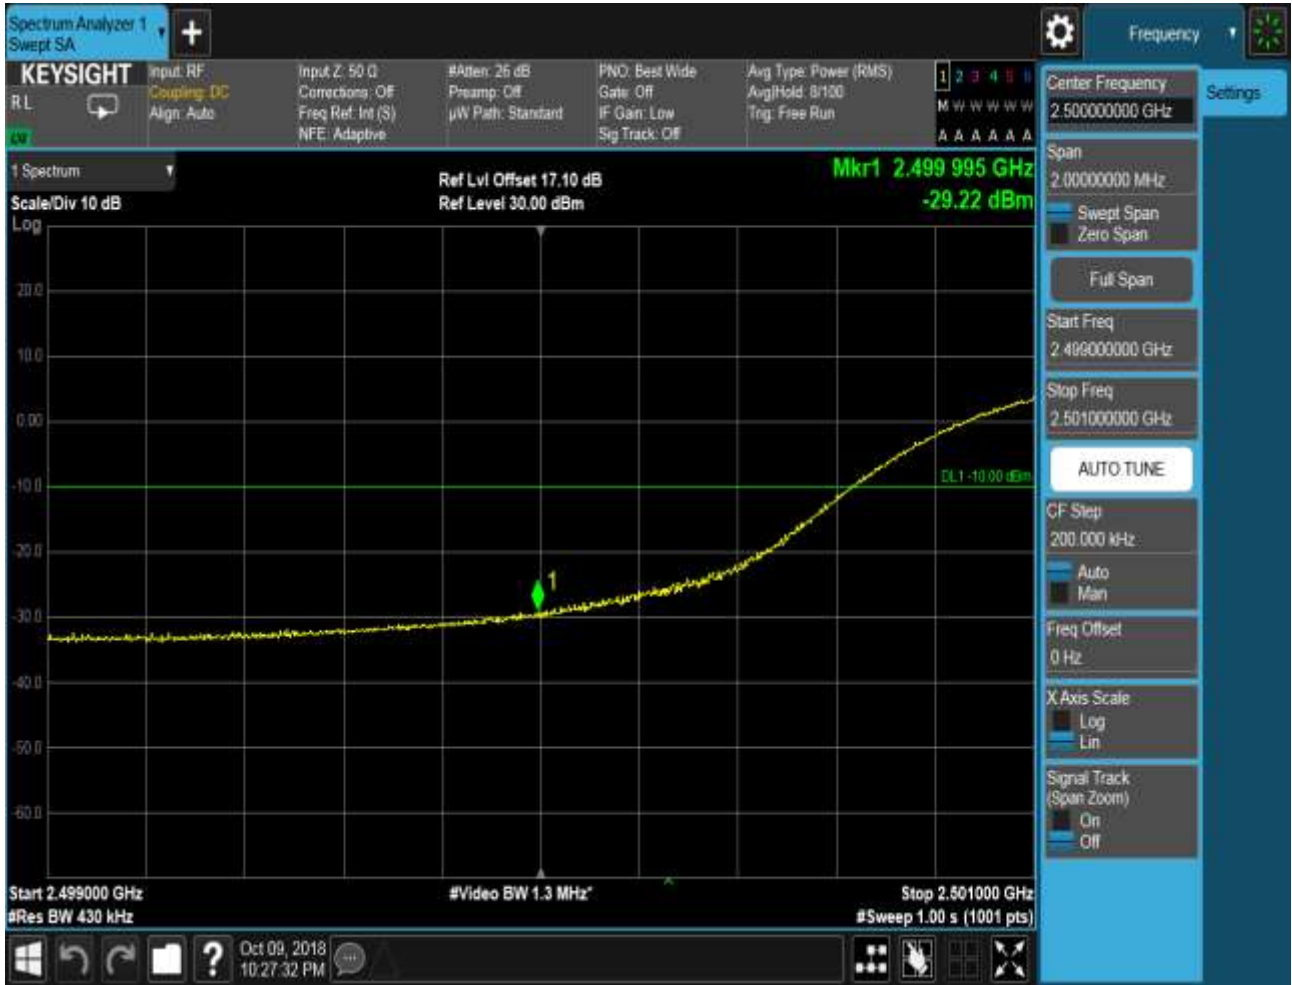 Spectrum Analyzer 1
Swept SA
Frequency
KEYSIGHT
R L
Input: RF
Coupling: DC
Align: Auto
Input Z: 50 Ω
Corrections: Off
Freq Ref: Int (S)
NFE: Adaptive
#Atten: 26 dB
Preamp: Off
µW Path: Standard
PNO: Best Wide
Gate: Off
IF Gain: Low
Sig Track: Off
Avg Type: Power (RMS)
Avg|Hold: 8/100
Trig: Free Run
1 2 3 4 5 6
M W W W W W
A A A A A A
1 Spectrum
Scale/Div 10 dB
Log
Ref Lvl Offset 17.10 dB
Ref Level 30.00 dBm
Mkr1 2.499 995 GHz
-29.22 dBm
20.0
10.0
0.00
-10.0
-20.0
-30.0
-40.0
-50.0
-60.0
DL1 -10.00 dBm
1
Start 2.499000 GHz
#Res BW 430 kHz
#Video BW 1.3 MHz*
Stop 2.501000 GHz
#Sweep 1.00 s (1001 pts)
Oct 09, 2018
10:27:32 PM
?
Settings
Center Frequency
2.500000000 GHz
Span
2.00000000 MHz
Swept Span
Zero Span
Full Span
Start Freq
2.499000000 GHz
Stop Freq
2.501000000 GHz
AUTO TUNE
CF Step
200.000 kHz
Auto
Man
Freq Offset
0 Hz
X Axis Scale
Log
Lin
Signal Track
(Span Zoom)
On
Off